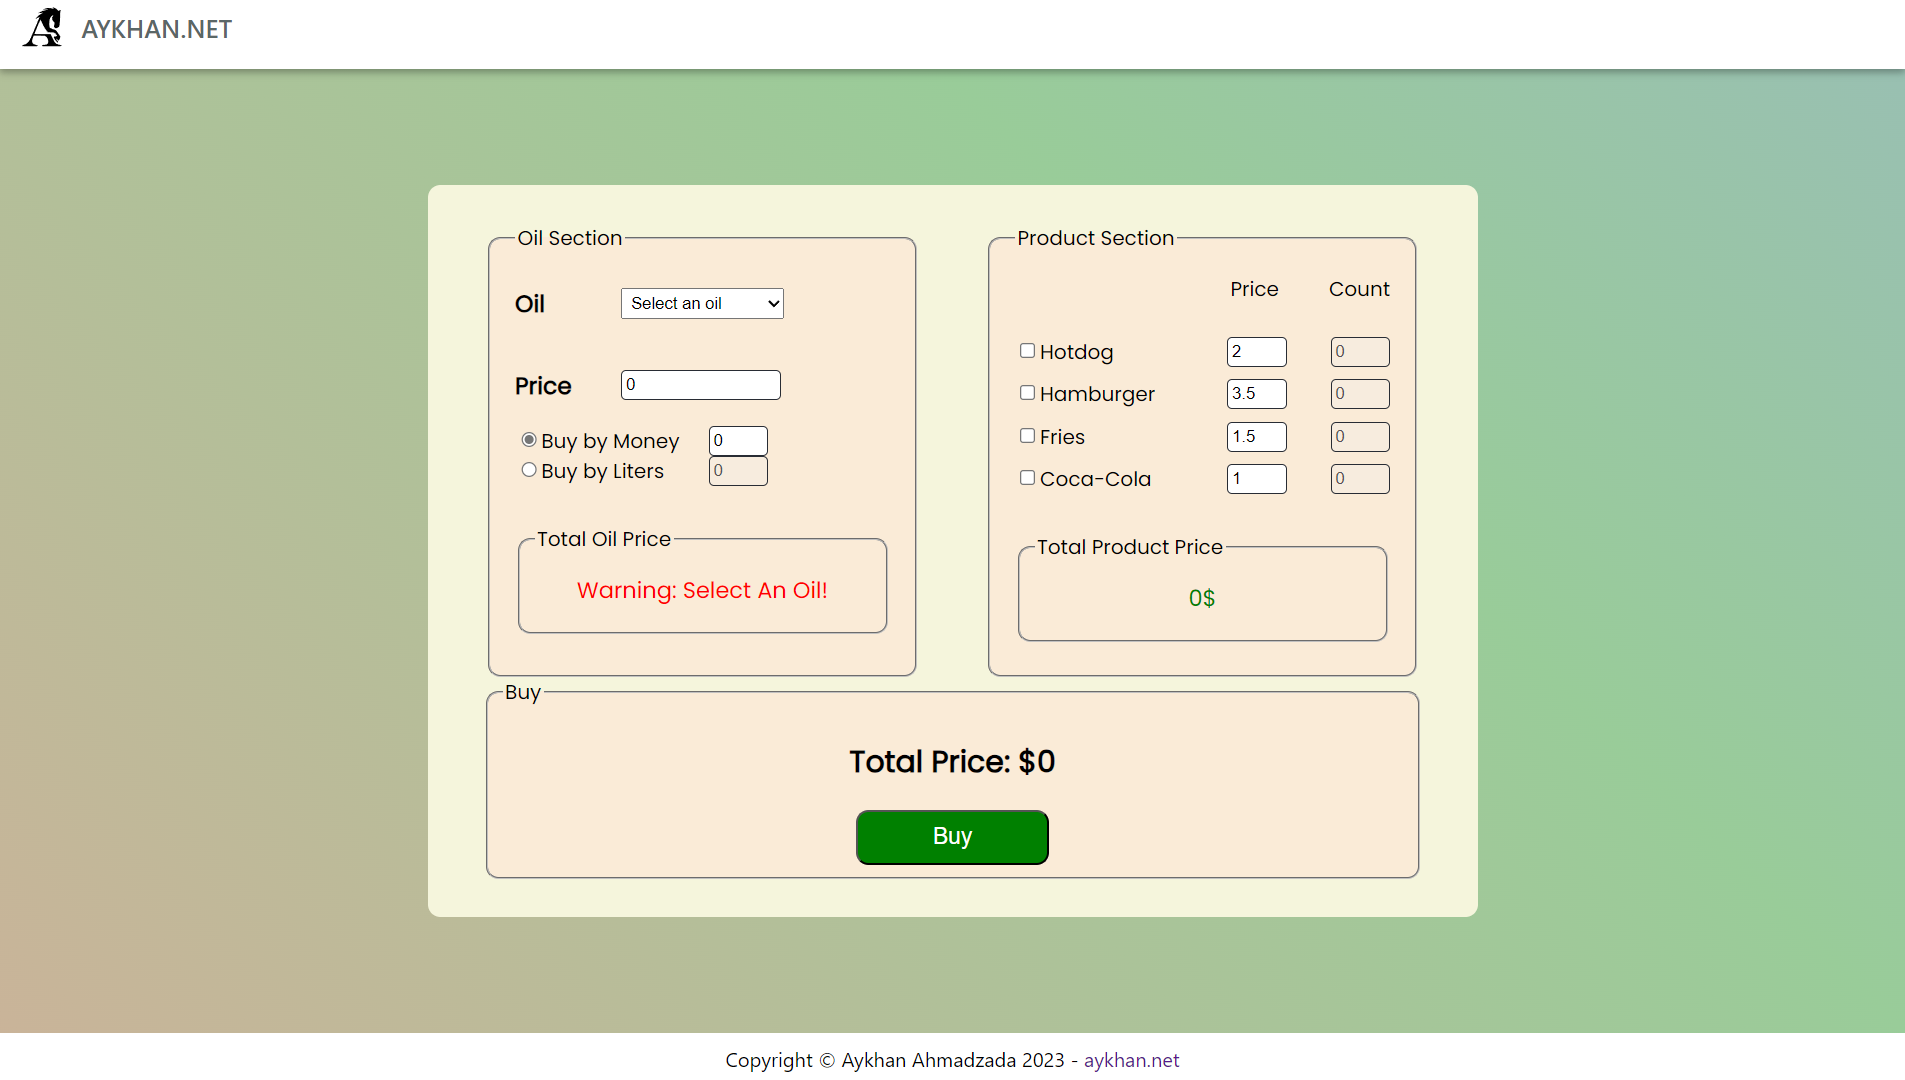 AYKHAN.NET
Oil Section
Oil Select an oil
Price 0
Buy by Money 0
Buy by Liters 0
Total Oil Price
Warning: Select An Oil!
Product Section
Price Count
Hotdog 2 0
Hamburger 3.5 0
Fries 1.5 0
Coca-Cola 1 0
Total Product Price
0$
Buy
Total Price: $0
Buy
Copyright © Aykhan Ahmadzada 2023 - aykhan.net